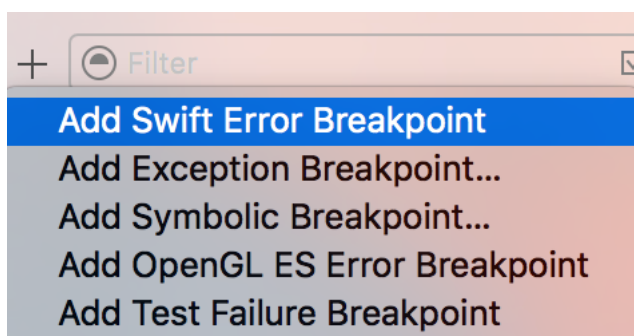 Filter
Add Swift Error Breakpoint
Add Exception Breakpoint...
Add Symbolic Breakpoint...
Add OpenGL ES Error Breakpoint
Add Test Failure Breakpoint